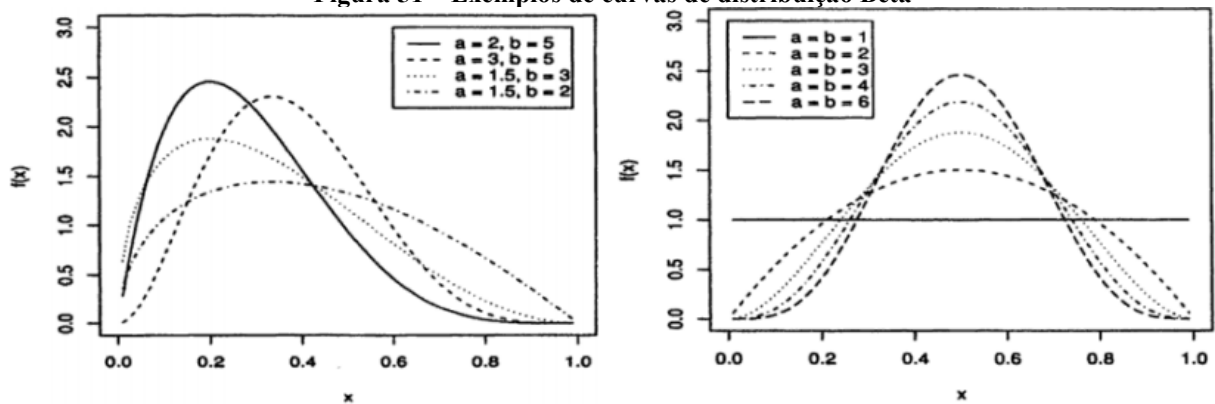 Figura 31 – Exemplos de curvas de distribuição Beta
3.0
2.5
2.0
1.5
1.0
0.5
0.0
f(x)
a = 2, b = 5
a = 3, b = 5
a = 1.5, b = 3
a = 1.5, b = 2
0.0 0.2 0.4 0.6 0.8 1.0
x
3.0
2.5
2.0
1.5
1.0
0.5
0.0
f(x)
a = b = 1
a = b = 2
a = b = 3
a = b = 4
a = b = 6
0.0 0.2 0.4 0.6 0.8 1.0
x